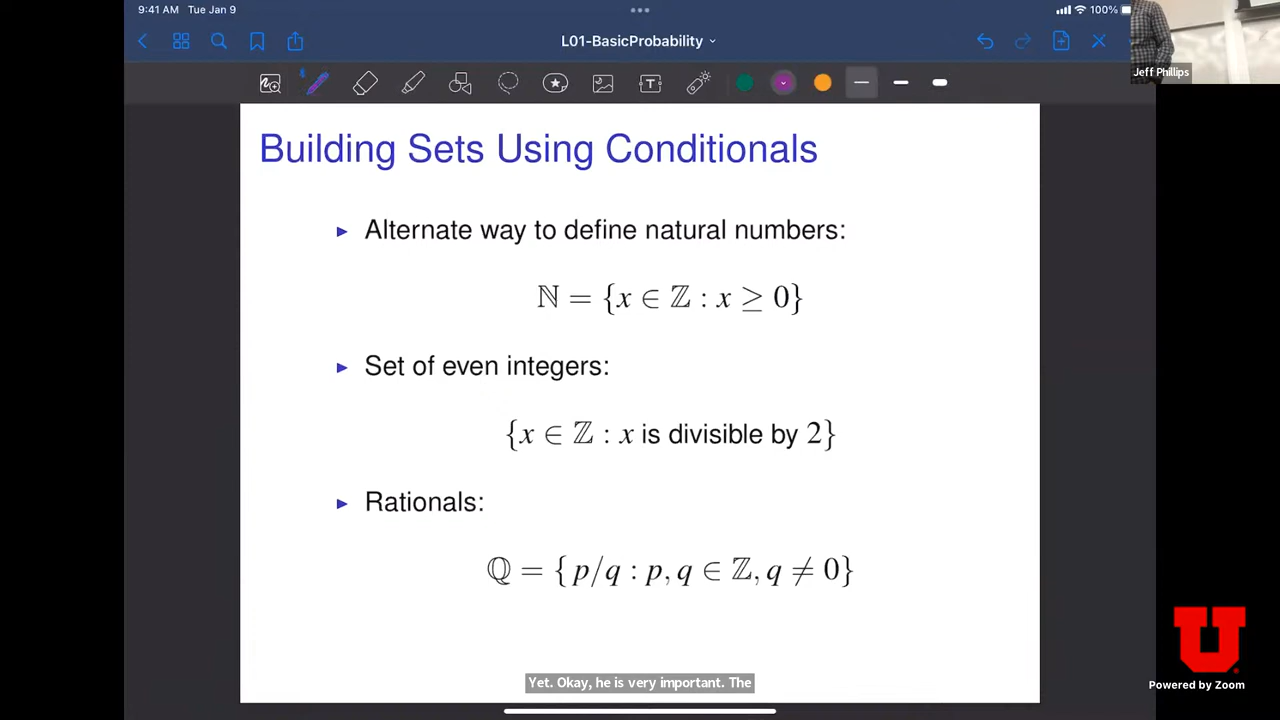 9:41 AM Tue Jan 9
100%
L01-BasicProbability
T
Jeff Phillips
Building Sets Using Conditionals
Alternate way to define natural numbers:
ℕ = {x ∈ ℤ : x ≥ 0}
Set of even integers:
{x ∈ ℤ : x is divisible by 2}
Rationals:
ℚ = { p/q : p, q ∈ ℤ, q ≠ 0}
Yet. Okay, he is very important. The
U
Powered by Zoom